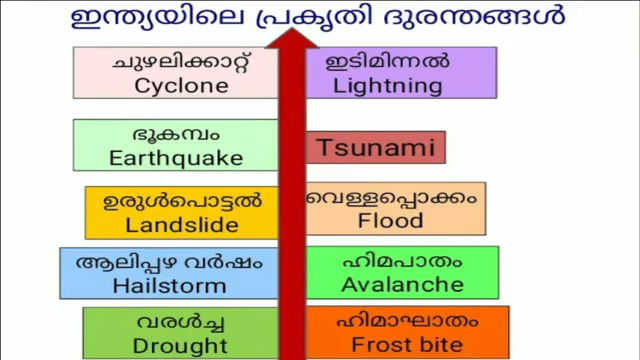 ഇന്ത്യയിലെ പ്രകൃതി ദുരന്തങ്ങൾ
ചുഴലിക്കാറ്റ്
Cyclone
ഇടിമിന്നൽ
Lightning
ഭൂകമ്പം
Earthquake
Tsunami
ഉരുൾപൊട്ടൽ
Landslide
വെള്ളപ്പൊക്കം
Flood
ആലിപ്പഴ വർഷം
Hailstorm
ഹിമപാതം
Avalanche
വരൾച്ച
Drought
ഹിമാഘാതം
Frost bite